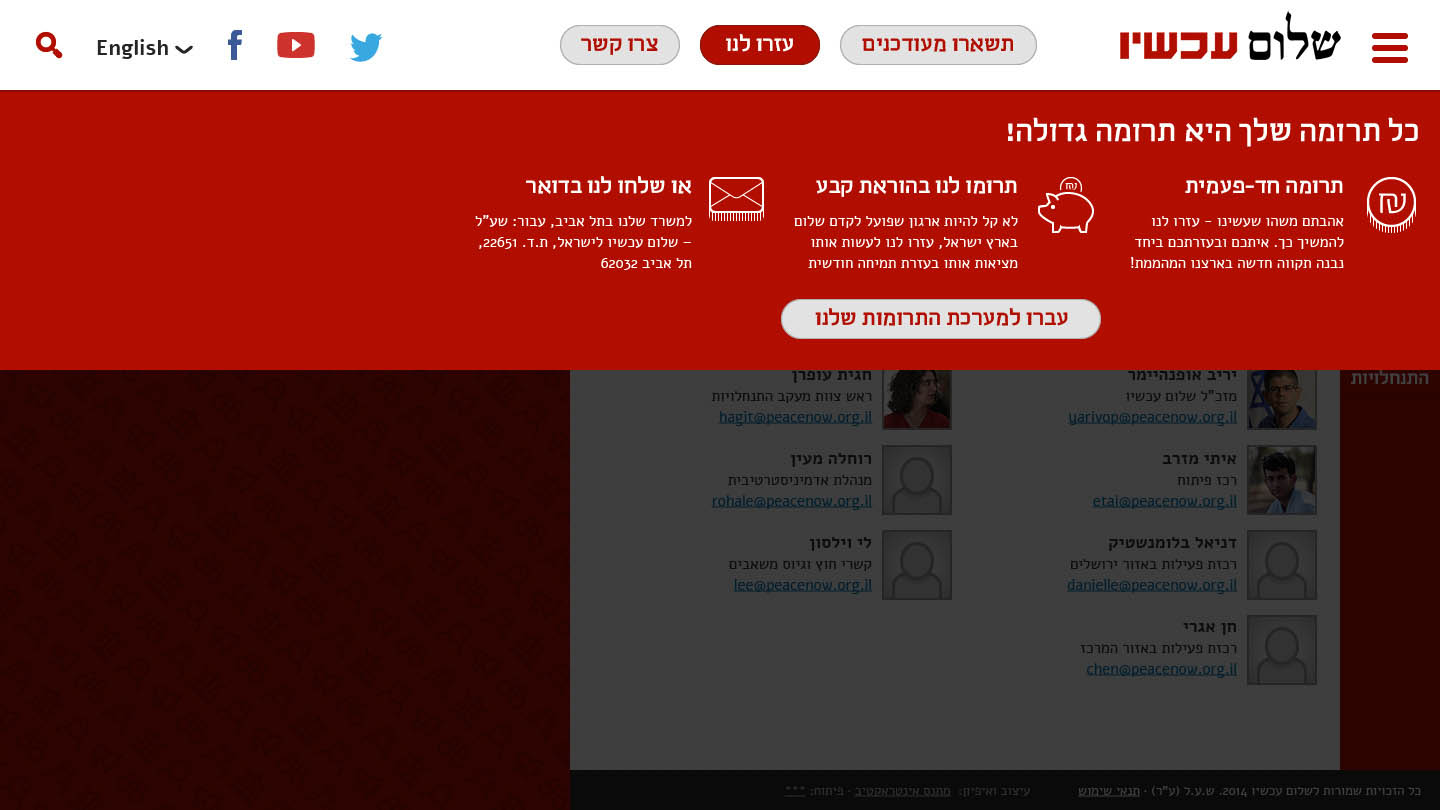 שלום עכשיו
תשארו מעודכנים
עזרו לנו
צרו קשר
English
כל תרומה שלך היא תרומה גדולה!
תרומה חד-פעמית
אהבתם משהו שעשינו - עזרו לנו
להמשיך כך. איתכם ובעזרתכם ביחד
נבנה תקווה חדשה בארצנו המהממת!
תרומו לנו בהוראת קבע
לא קל להיות ארגון שפועל לקדם שלום
בארץ ישראל, עזרו לנו לעשות אותו
מציאות אותו בעזרת תמיחה חודשית
או שלחו לנו בדואר
למשרד שלנו בתל אביב, עבור: שע"ל
– שלום עכשיו לישראל, ת.ד. 22651,
תל אביב 62032
עברו למערכת התרומות שלנו
התנחלויות
יריב אופנהיימר
מזכ"ל שלום עכשיו
yarivop@peacenow.org.il
חגית עופרן
ראש צוות מעקב התנחלויות
hagit@peacenow.org.il
איתי מזרב
רכז פיתוח
etai@peacenow.org.il
רוחלה מעין
מנהלת אדמיניסטרטיבית
rohale@peacenow.org.il
דניאל בלומנשטיק
רכזת פעילות באזור ירושלים
danielle@peacenow.org.il
לי וילסון
קשרי חוץ וגיוס משאבים
lee@peacenow.org.il
חן אגרי
רכזת פעילות באזור המרכז
chen@peacenow.org.il
כל הזכויות שמורות לשלום עכשיו 2014. ש.ע.ל (ע"ר) · תנאי שימוש
עיצוב ואיפיון: מתנס אינטראקטיב · פיתוח: ***